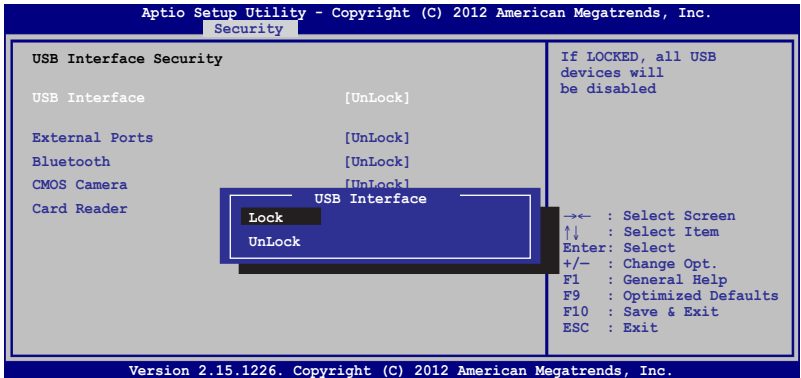 Aptio Setup Utility - Copyright (C) 2012 American Megatrends, Inc.
Security
USB Interface Security
USB Interface [UnLock]
External Ports [UnLock]
Bluetooth [UnLock]
CMOS Camera [UnLock]
Card Reader
USB Interface
Lock
UnLock
If LOCKED, all USB
devices will
be disabled
→← : Select Screen
↑↓ : Select Item
Enter: Select
+/— : Change Opt.
F1 : General Help
F9 : Optimized Defaults
F10 : Save & Exit
ESC : Exit
Version 2.15.1226. Copyright (C) 2012 American Megatrends, Inc.